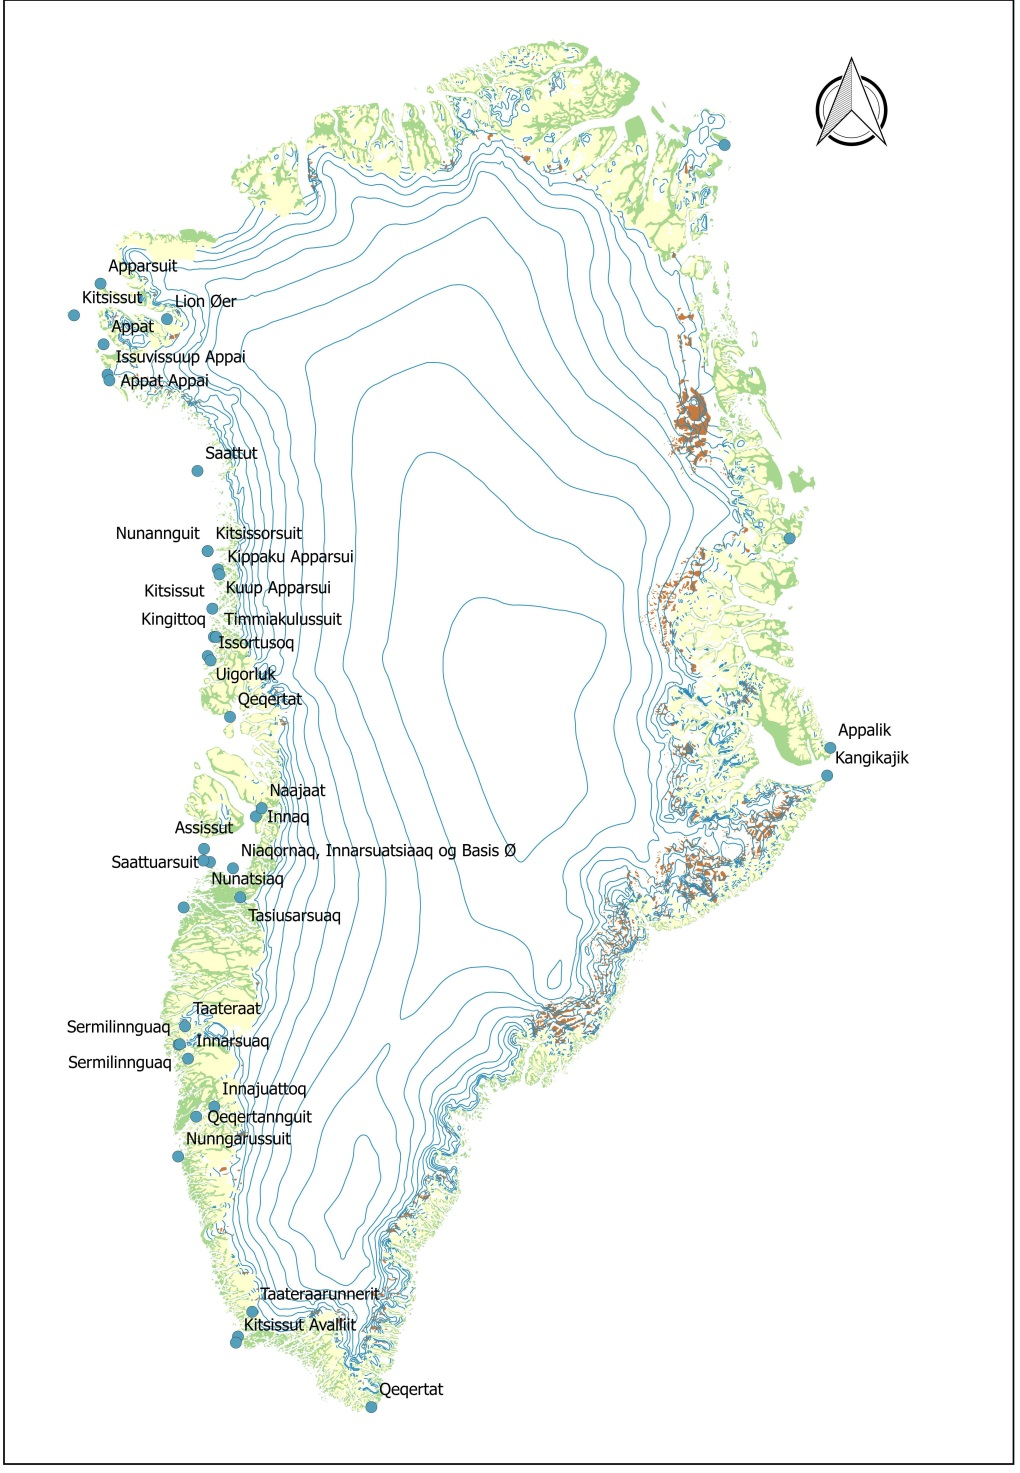 Apparsuit
Kitsissut
Lion Øer
Appat
Issuvissuup Appai
Appat Appai
Saattut
Nunannguit
Kitsissorsuit
Kippaku Apparsui
Kitsissut
Kuup Apparsui
Kingittoq
Timmiakulussuit
Issortusoq
Uigorluk
Qeqertat
Appalik
Kangikajik
Naajaat
Innaq
Assissut
Niaqornaq, Innarsuatsiaaq og Basis Ø
Saattuarsuit
Nunatsiaq
Tasiusarsuaq
Taateraat
Sermilinnguaq
Innarsuaq
Sermilinnguaq
Innajuattoq
Qeqertannguit
Nunngarussuit
Taateraarunnerit
Kitsissut Avalliit
Qeqertat